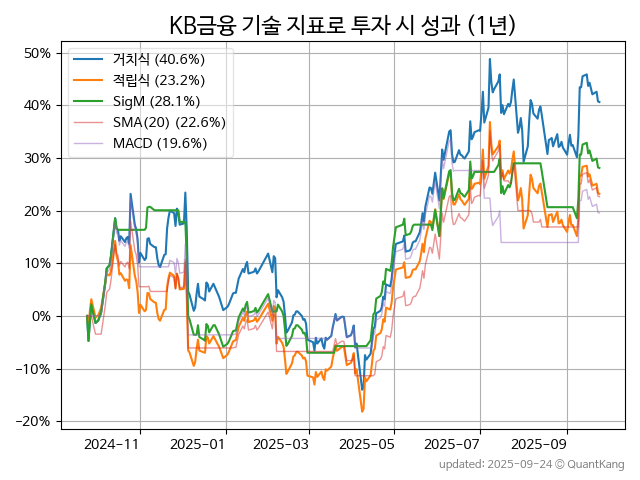 KB금융 기술 지표로 투자 시 성과 (1년)
50%
40%
30%
20%
10%
0%
−10%
−20%
거치식 (40.6%)
적립식 (23.2%)
SigM (28.1%)
SMA(20) (22.6%)
MACD (19.6%)
2024-11
2025-01
2025-03
2025-05
2025-07
2025-09
updated: 2025-09-24 © QuantKang